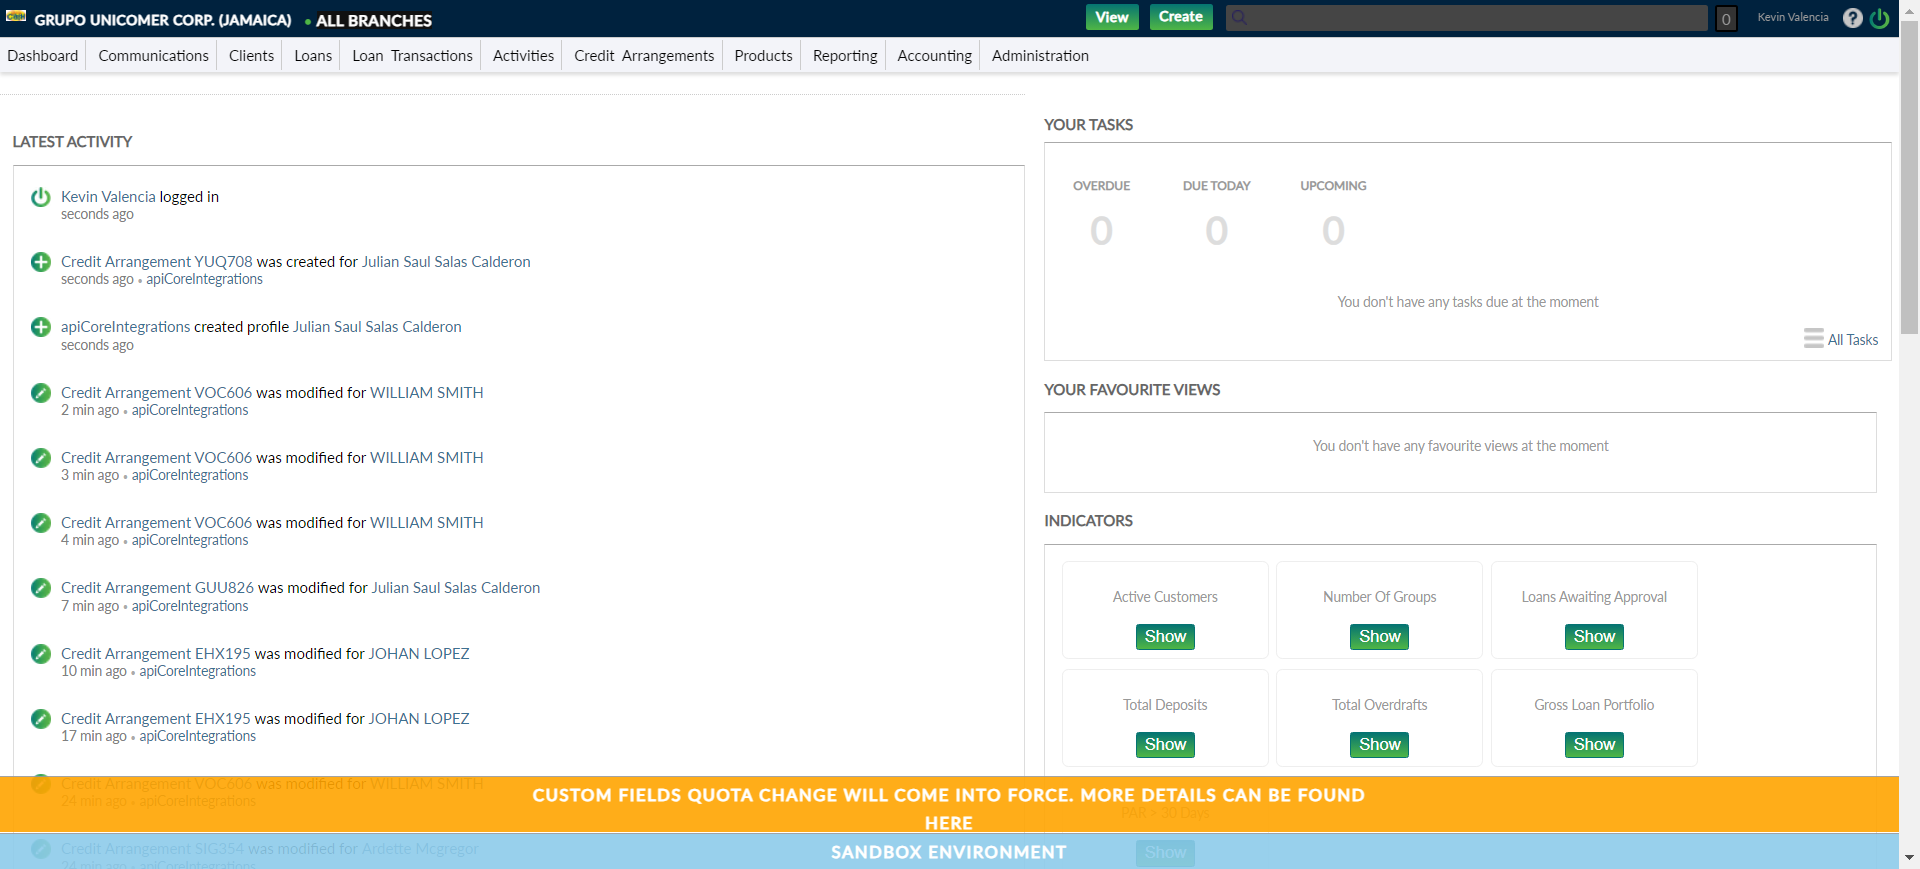 GRUPO UNICOMER CORP. (JAMAICA) • ALL BRANCHES
View
Create
0
Kevin Valencia
?
Dashboard
Communications
Clients
Loans
Loan Transactions
Activities
Credit Arrangements
Products
Reporting
Accounting
Administration
LATEST ACTIVITY
Kevin Valencia logged in
seconds ago
Credit Arrangement YUQ708 was created for Julian Saul Salas Calderon
seconds ago • apiCoreIntegrations
apiCoreIntegrations created profile Julian Saul Salas Calderon
seconds ago
Credit Arrangement VOC606 was modified for WILLIAM SMITH
2 min ago • apiCoreIntegrations
Credit Arrangement VOC606 was modified for WILLIAM SMITH
3 min ago • apiCoreIntegrations
Credit Arrangement VOC606 was modified for WILLIAM SMITH
4 min ago • apiCoreIntegrations
Credit Arrangement GUU826 was modified for Julian Saul Salas Calderon
7 min ago • apiCoreIntegrations
Credit Arrangement EHX195 was modified for JOHAN LOPEZ
10 min ago • apiCoreIntegrations
Credit Arrangement EHX195 was modified for JOHAN LOPEZ
17 min ago • apiCoreIntegrations
Credit Arrangement VOC606 was modified for WILLIAM SMITH
24 min ago • apiCoreIntegrations
Credit Arrangement SIG354 was modified for Ardette Mcgregor
24 min ago • apiCoreIntegrations
YOUR TASKS
OVERDUE
DUE TODAY
UPCOMING
0
0
0
You don't have any tasks due at the moment
All Tasks
YOUR FAVOURITE VIEWS
You don't have any favourite views at the moment
INDICATORS
Active Customers
Number Of Groups
Loans Awaiting Approval
Show
Show
Show
Total Deposits
Total Overdrafts
Gross Loan Portfolio
Show
Show
Show
PAR > 30 Days
Show
CUSTOM FIELDS QUOTA CHANGE WILL COME INTO FORCE. MORE DETAILS CAN BE FOUND
HERE
SANDBOX ENVIRONMENT